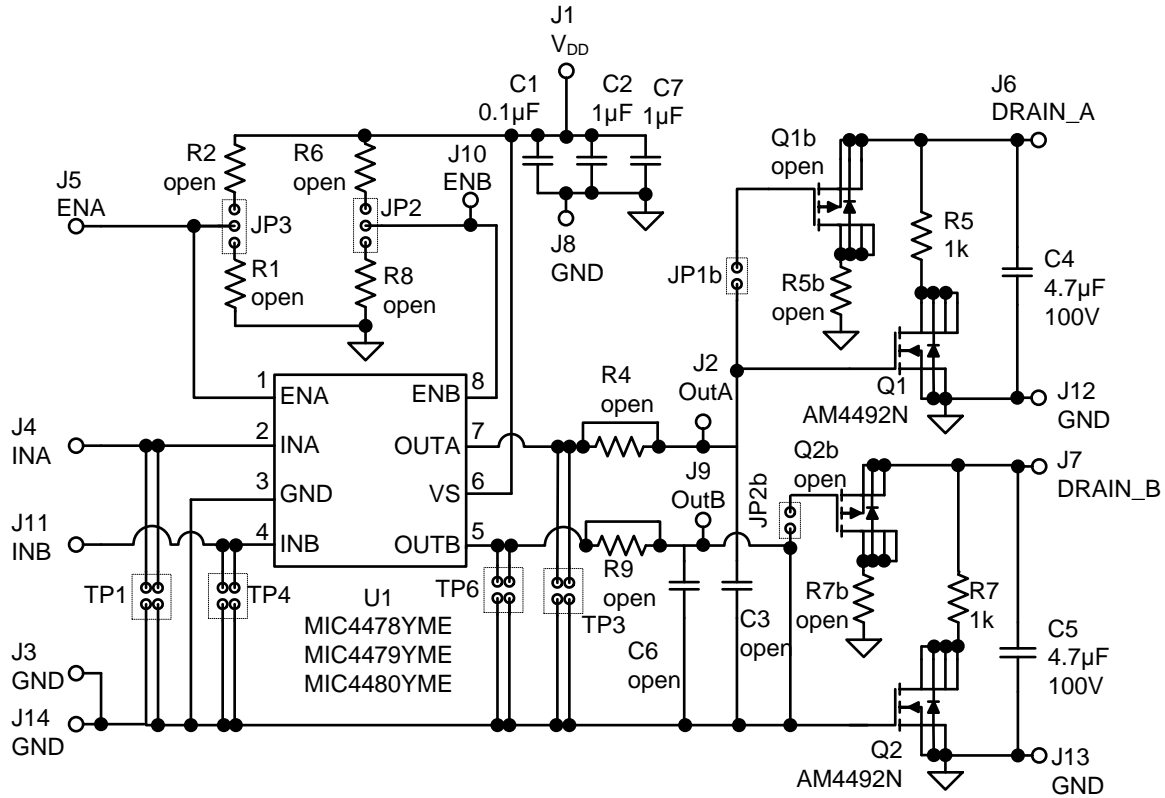 J1
V_DD
C1
0.1µF
C2
1µF
C7
1µF
J6
DRAIN_A
R2
open
R6
open
J10
ENB
Q1b
open
J5
ENA
JP3
JP2
R5
1k
R1
open
R8
open
J8
GND
JP1b
R5b
open
C4
4.7µF
100V
1
ENA
ENB
8
R4
open
J2
OutA
Q1
AM4492N
J12
GND
J4
INA
2
INA
OUTA
7
3
GND
VS
6
J9
OutB
Q2b
open
J7
DRAIN_B
J11
INB
4
INB
OUTB
5
JP2b
TP1
TP4
U1
MIC4478YME
MIC4479YME
MIC4480YME
TP6
R9
open
TP3
C6
open
C3
open
R7b
open
R7
1k
C5
4.7µF
100V
J3
GND
J14
GND
Q2
AM4492N
J13
GND